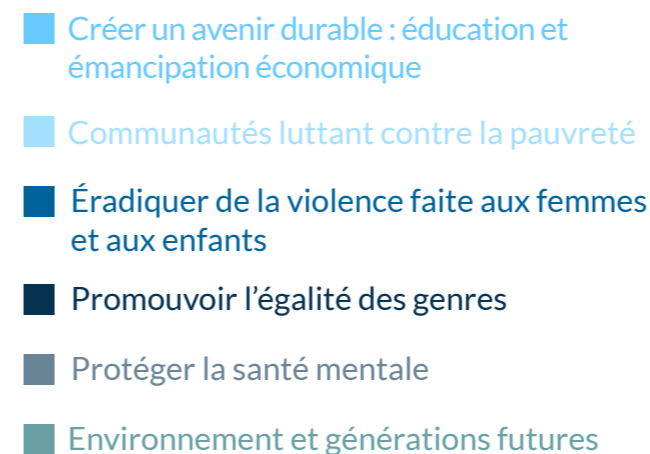 Créer un avenir durable : éducation et
émancipation économique
Communautés luttant contre la pauvreté
Éradiquer de la violence faite aux femmes
et aux enfants
Promouvoir l’égalité des genres
Protéger la santé mentale
Environnement et générations futures